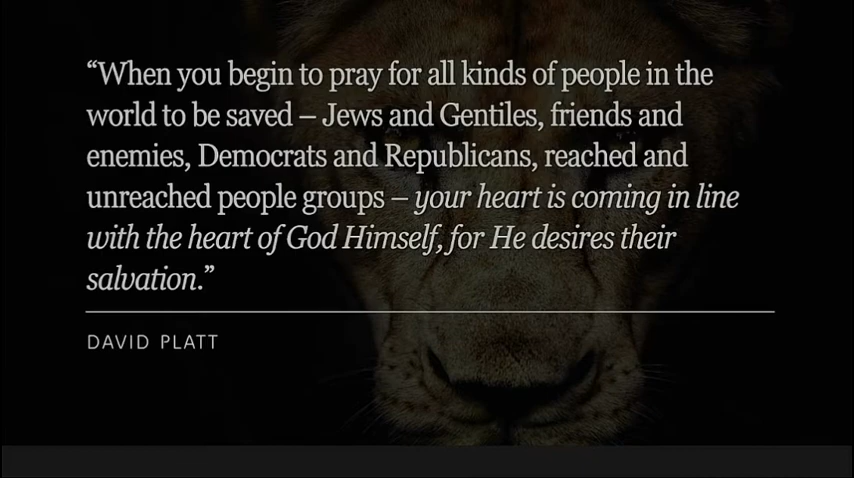 “When you begin to pray for all kinds of people in the
world to be saved – Jews and Gentiles, friends and
enemies, Democrats and Republicans, reached and
unreached people groups – your heart is coming in line
with the heart of God Himself, for He desires their
salvation.”
DAVID PLATT